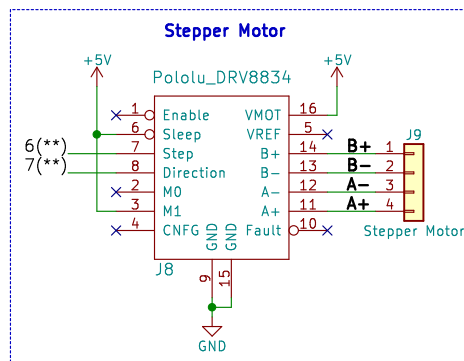 Stepper Motor
+5V
+5V
Pololu_DRV8834
1 Enable VMOT 16
6 Sleep VREF 5
6(**) 7 Step B+ 14 B+ 1
7(**) 8 Direction B- 13 B- 2
2 M0 A- 12 A- 3
3 M1 A+ 11 A+ 4
4 CNFG Fault 10
J9
Stepper Motor
GND GND
J8
9 15
GND